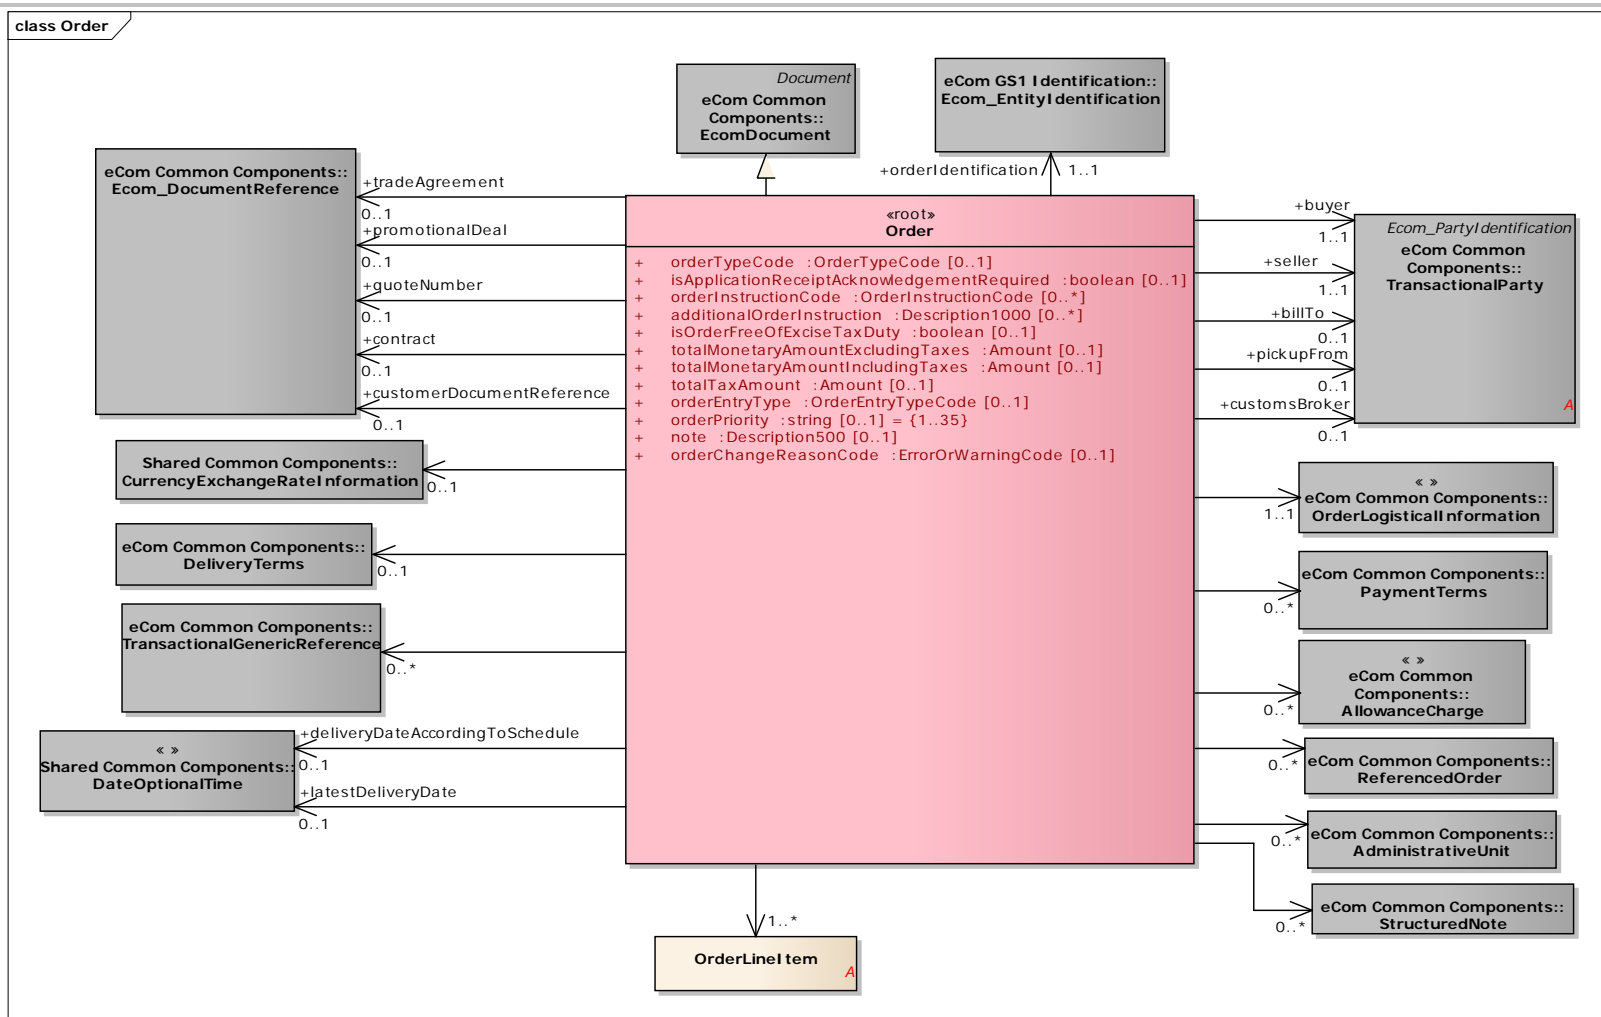 class Order
Document
eCom Common
Components::
EcomDocument
eCom GS1 Identification::
Ecom_EntityIdentification
+orderIdentification
1..1
eCom Common Components::
Ecom_DocumentReference
+tradeAgreement
0..1
+promotionalDeal
0..1
+quoteNumber
0..1
+contract
0..1
+customerDocumentReference
0..1
Shared Common Components::
CurrencyExchangeRateInformation
0..1
eCom Common Components::
DeliveryTerms
0..1
eCom Common Components::
TransactionalGenericReference
0..*
«»
Shared Common Components::
DateOptionalTime
+deliveryDateAccordingToSchedule
0..1
+latestDeliveryDate
0..1
«root»
Order
+ orderTypeCode :OrderTypeCode [0..1]
+ isApplicationReceiptAcknowledgementRequired :boolean [0..1]
+ orderInstructionCode :OrderInstructionCode [0..*]
+ additionalOrderInstruction :Description1000 [0..*]
+ isOrderFreeOfExciseTaxDuty :boolean [0..1]
+ totalMonetaryAmountExcludingTaxes :Amount [0..1]
+ totalMonetaryAmountIncludingTaxes :Amount [0..1]
+ totalTaxAmount :Amount [0..1]
+ orderEntryType :OrderEntryTypeCode [0..1]
+ orderPriority :string [0..1] = {1..35}
+ note :Description500 [0..1]
+ orderChangeReasonCode :ErrorOrWarningCode [0..1]
+buyer
1..1
+seller
1..1
+billTo
0..1
+pickupFrom
0..1
+customsBroker
0..1
Ecom_PartyIdentification
eCom Common
Components::
TransactionalParty
A
« »
eCom Common Components::
OrderLogisticalInformation
1..1
eCom Common Components::
PaymentTerms
0..*
« »
eCom Common
Components::
AllowanceCharge
0..*
eCom Common Components::
ReferencedOrder
0..*
eCom Common Components::
AdministrativeUnit
0..*
eCom Common Components::
StructuredNote
0..*
1..*
OrderLineItem
A